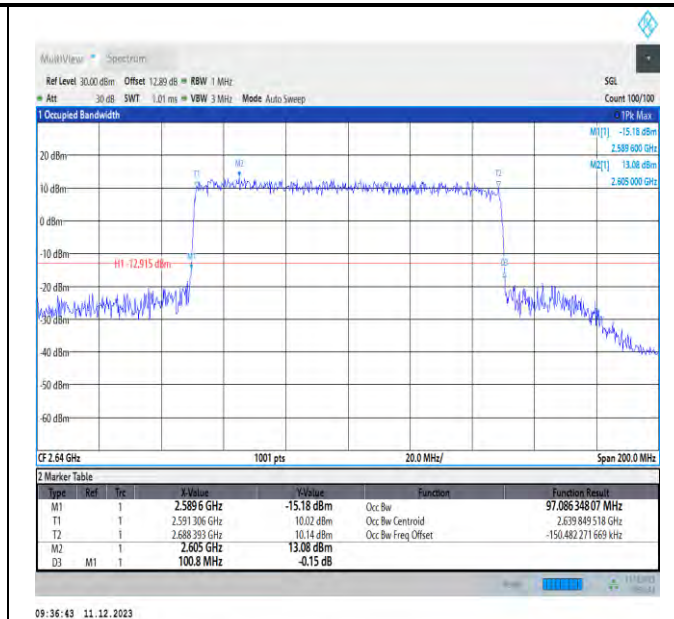 MultiView Spectrum
Ref Level 30.00 dBm Offset 12.89 dB RBW 1 MHz SGL
Att 30 dB SWT 1.01 ms VBW 3 MHz Mode Auto Sweep Count 100/100
1 Occupied Bandwidth 1Pk Max
M1[1] -15.18 dBm
2.589 600 GHz
M2[1] 13.08 dBm
2.605 000 GHz
20 dBm
M2
T1 T2
10 dBm
0 dBm
-10 dBm
H1 -12.915 dBm
M1
D3
-20 dBm
-30 dBm
-40 dBm
-50 dBm
-60 dBm
CF 2.64 GHz 1001 pts 20.0 MHz/ Span 200.0 MHz
2 Marker Table
Type Ref Trc X-Value Y-Value Function Function Result
M1 1 2.589 6 GHz -15.18 dBm Occ Bw 97.086 348 07 MHz
T1 1 2.591 306 GHz 10.02 dBm Occ Bw Centroid 2.639 849 518 GHz
T2 1 2.688 393 GHz 10.14 dBm Occ Bw Freq Offset -150.482 271 669 kHz
M2 1 2.605 GHz 13.08 dBm
D3 M1 1 100.8 MHz -0.15 dB
09:36:43 11.12.2023